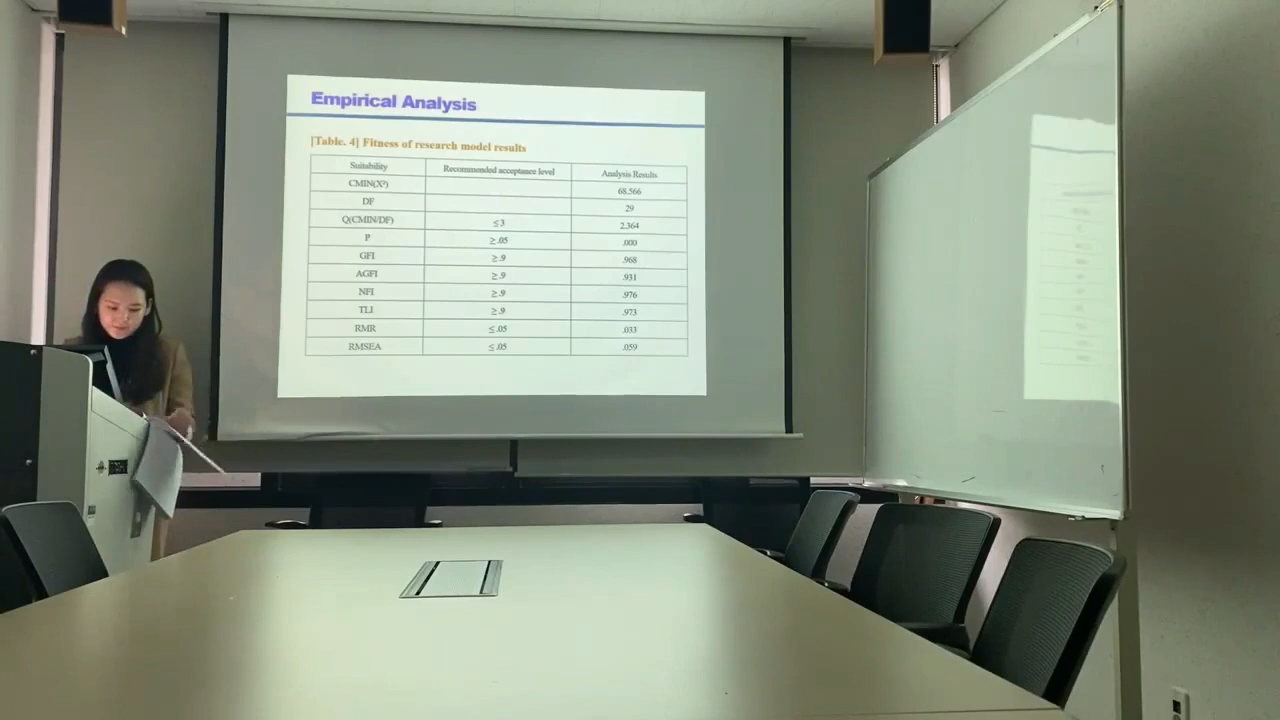 Empirical Analysis
[Table. 4] Fitness of research model results
Suitability Recommended acceptance level Analysis Results
CMIN(X²) 68.566
DF 29
Q(CMIN/DF) ≤3 2.364
P ≥.05 .000
GFI ≥.9 .968
AGFI ≥.9 .931
NFI ≥.9 .976
TLI ≥.9 .973
RMR ≤.05 .033
RMSEA ≤.05 .059